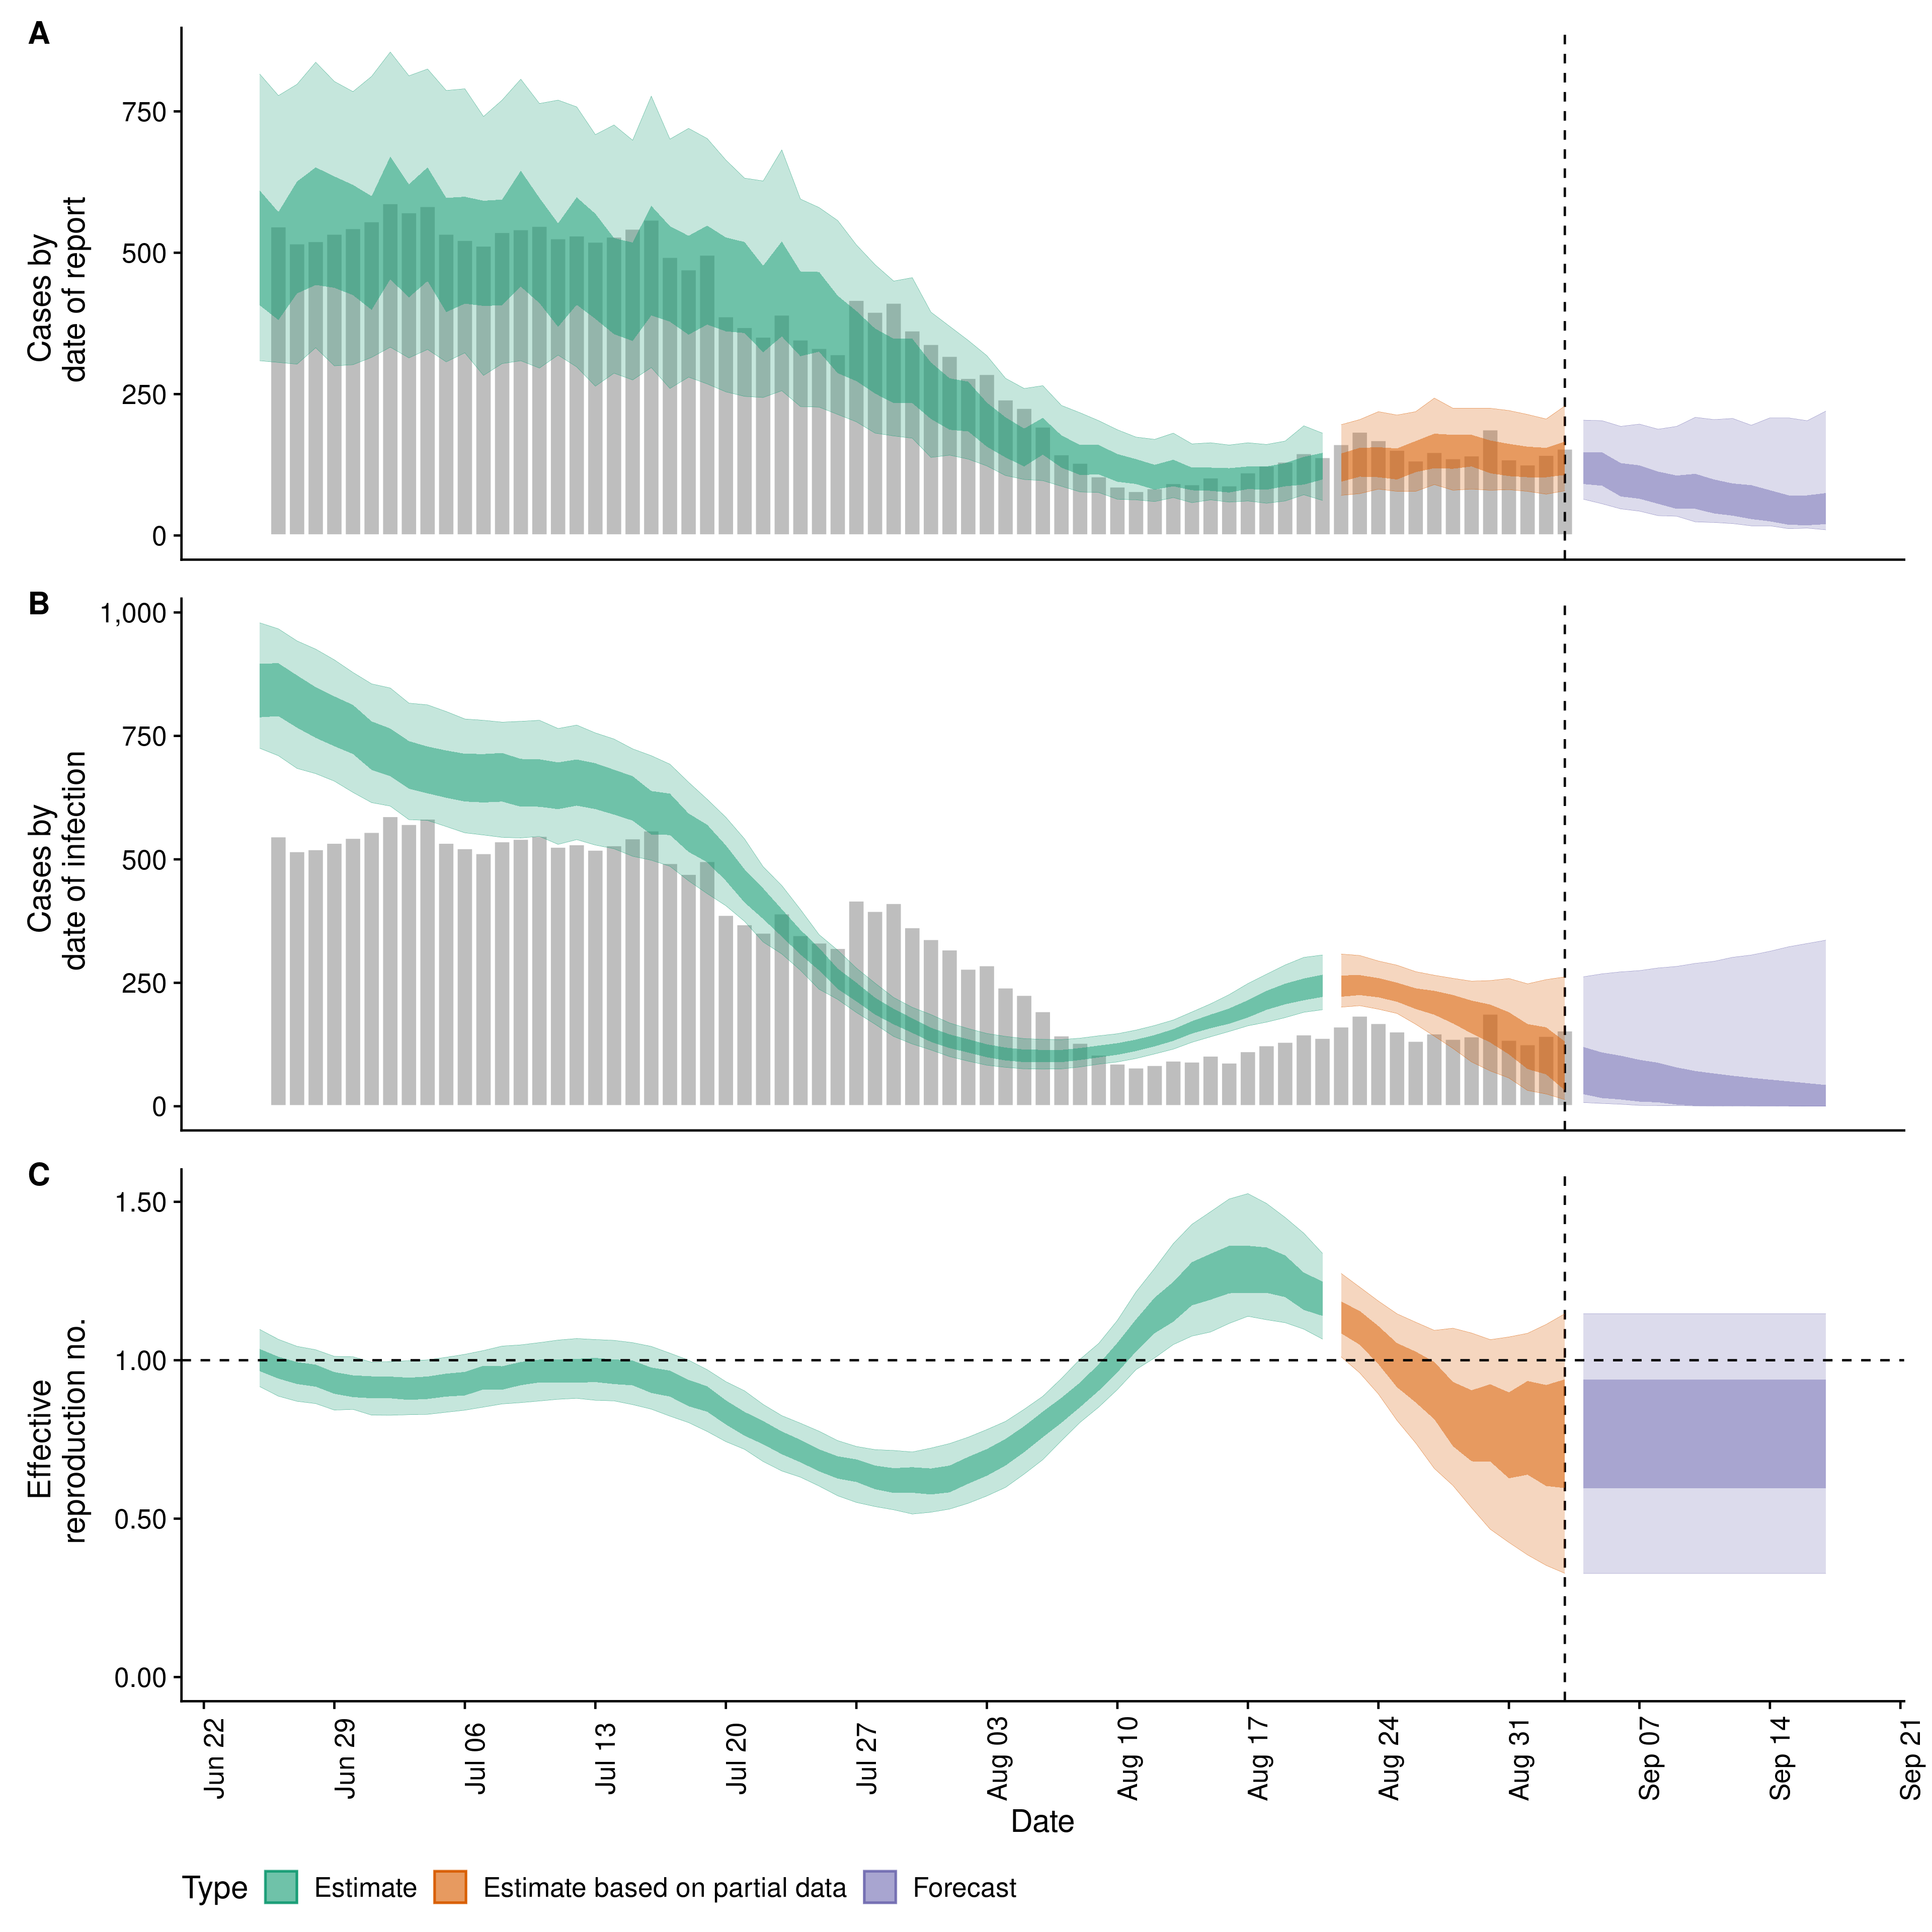 A
Cases by
date of report
750
500
250
0
B
Cases by
date of infection
1,000
750
500
250
0
C
Effective
reproduction no.
1.50
1.00
0.50
0.00
Jun 22
Jun 29
Jul 06
Jul 13
Jul 20
Jul 27
Aug 03
Aug 10
Aug 17
Aug 24
Aug 31
Sep 07
Sep 14
Sep 21
Date
Type Estimate Estimate based on partial data Forecast